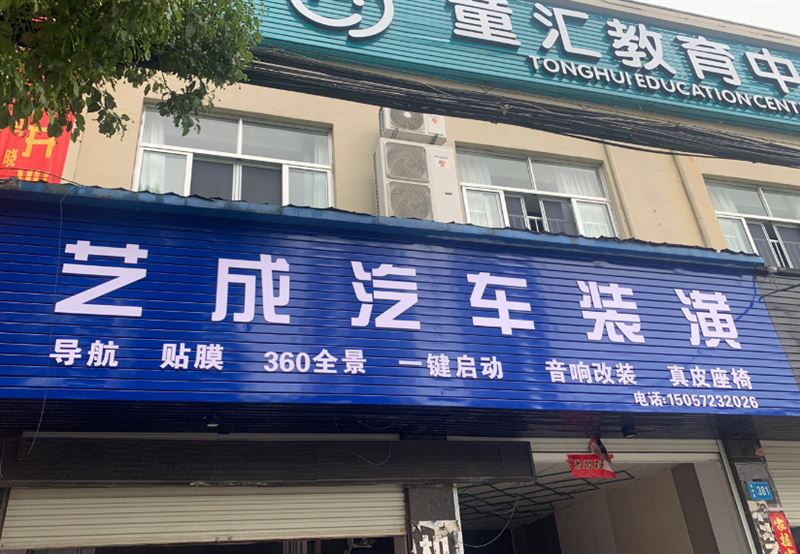 童汇教育中
TONGHUI EDUCATION CENT
艺成汽车装潢
导航 贴膜 360全景 一键启动 音响改装 真皮座椅
电话:15057232026
381